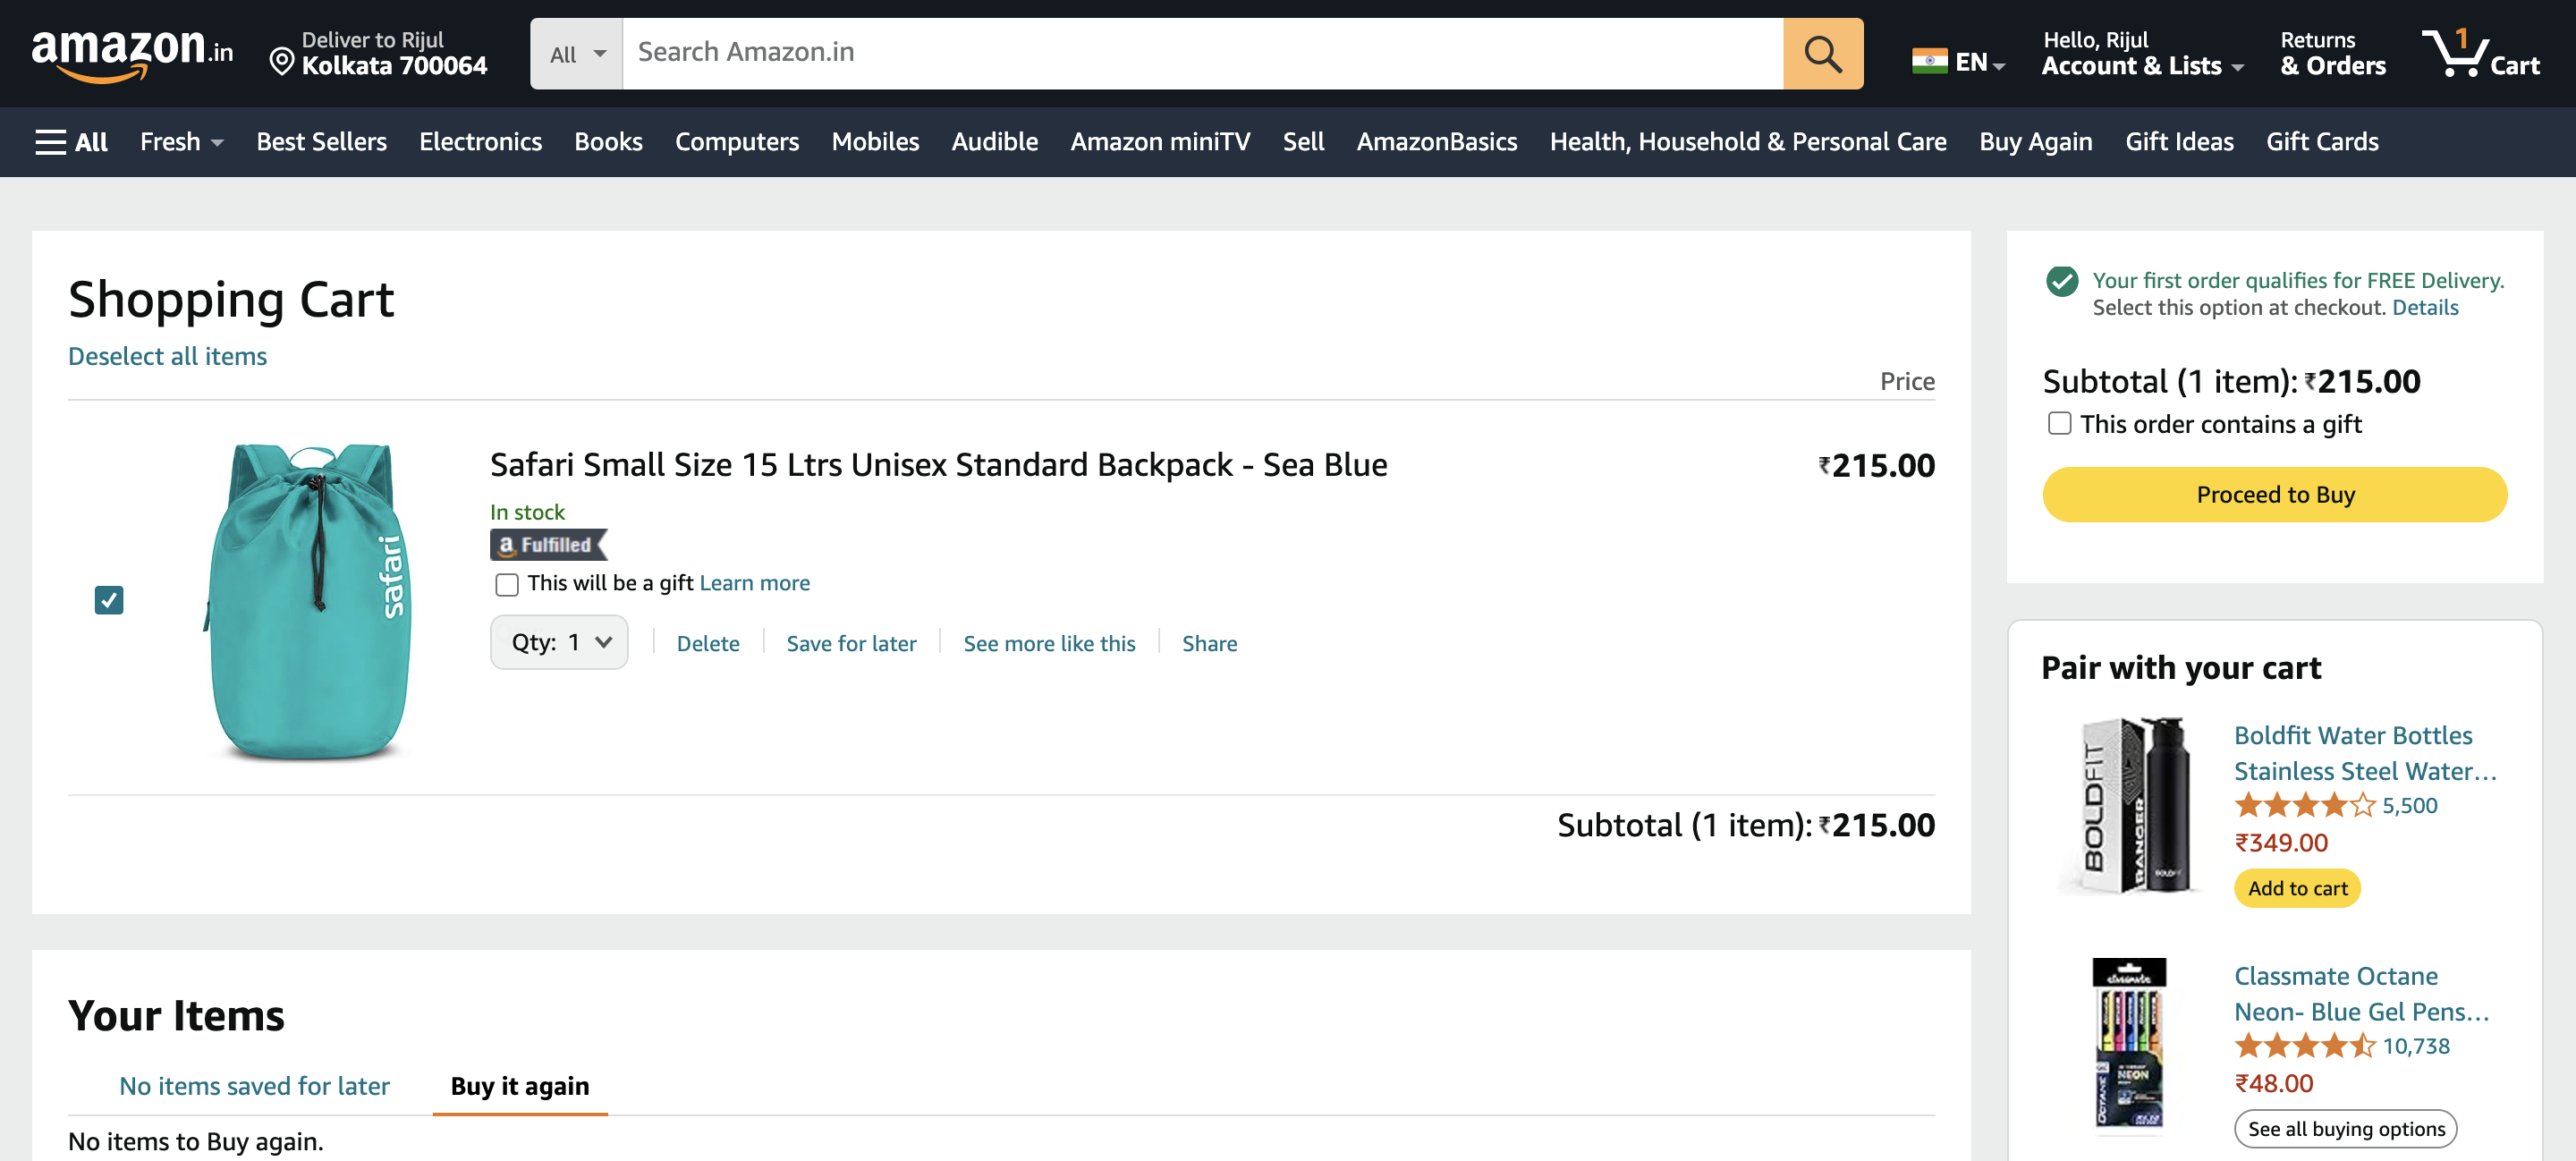 amazon.in
Deliver to Rijul
Kolkata 700064
All
Search Amazon.in
EN
Hello, Rijul
Account & Lists
Returns
& Orders
1
Cart
All
Fresh
Best Sellers
Electronics
Books
Computers
Mobiles
Audible
Amazon miniTV
Sell
AmazonBasics
Health, Household & Personal Care
Buy Again
Gift Ideas
Gift Cards
Shopping Cart
Deselect all items
Price
safari
Safari Small Size 15 Ltrs Unisex Standard Backpack - Sea Blue
₹215.00
In stock
a Fulfilled
This will be a gift Learn more
Qty: 1
Delete
Save for later
See more like this
Share
Subtotal (1 item): ₹215.00
Your Items
No items saved for later
Buy it again
No items to Buy again.
Your first order qualifies for FREE Delivery.
Select this option at checkout. Details
Subtotal (1 item): ₹215.00
This order contains a gift
Proceed to Buy
Pair with your cart
BOLDFIT
Boldfit Water Bottles
Stainless Steel Water…
5,500
₹349.00
Add to cart
classmate
NEON
OCTANE
Classmate Octane
Neon- Blue Gel Pens…
10,738
₹48.00
See all buying options